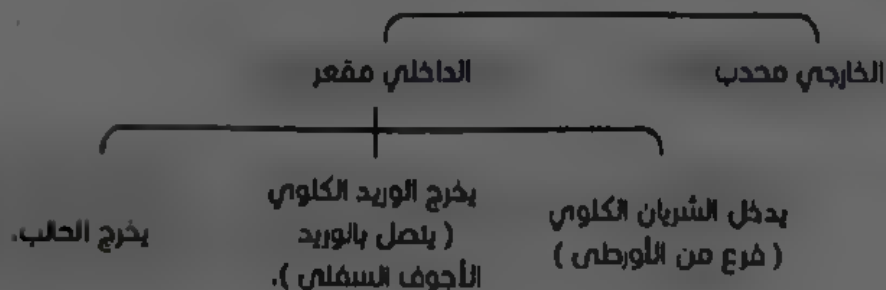 الخارجي محدب
الداخلي مقعر
يدخل الشريان الكلوي
( فرع من الأورطى )
يخرج الوريد الكلوي
( يتصل بالوريد
الأجوف السفلي ).
يخرج الحالب.